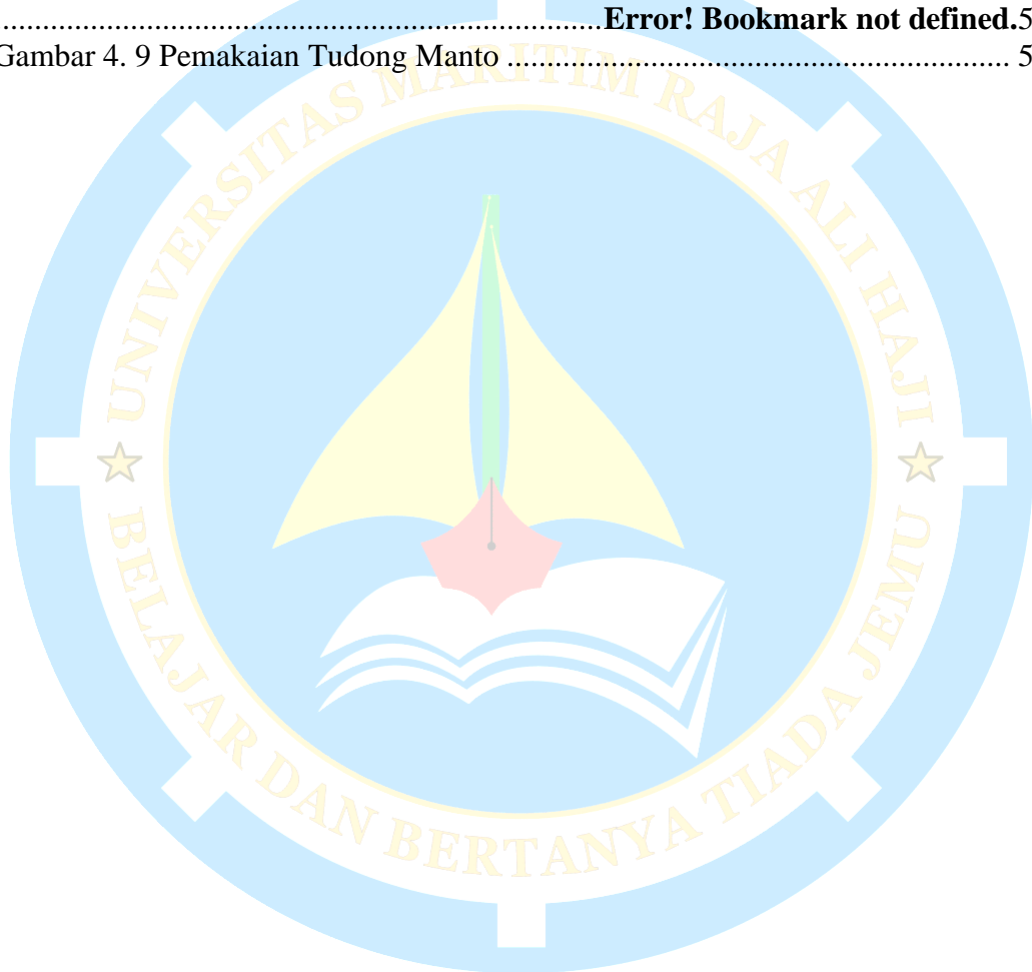 ........................................................................Error! Bookmark not defined.5
Gambar 4. 9 Pemakaian Tudong Manto ............................................................... 5
UNIVERSITAS MARITIM RAJA ALI HAJI
BELAJAR DAN BERTANYA TIADA JEMU